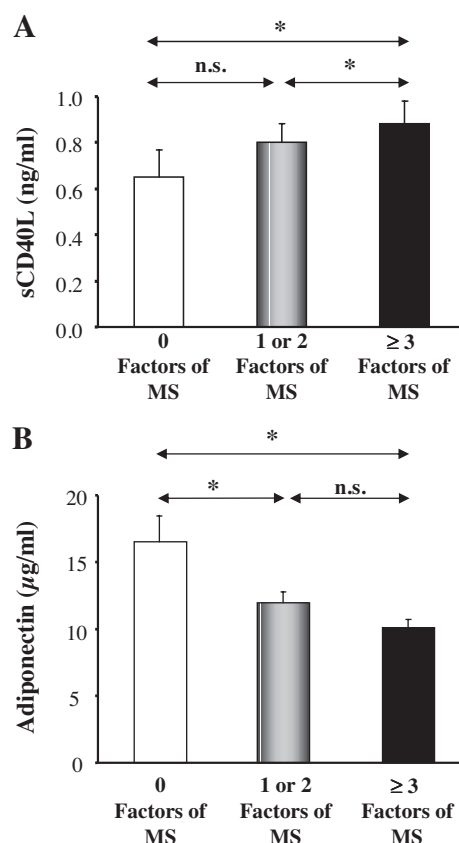 A
*
n.s.
*
sCD40L (ng/ml)
1.0
0.8
0.6
0.4
0.2
0.0
0
1 or 2
≥ 3
Factors of
Factors of
Factors of
MS
MS
MS
B
*
*
n.s.
Adiponectin (µg/ml)
20
15
10
5
0
0
1 or 2
≥ 3
Factors of
Factors of
Factors of
MS
MS
MS